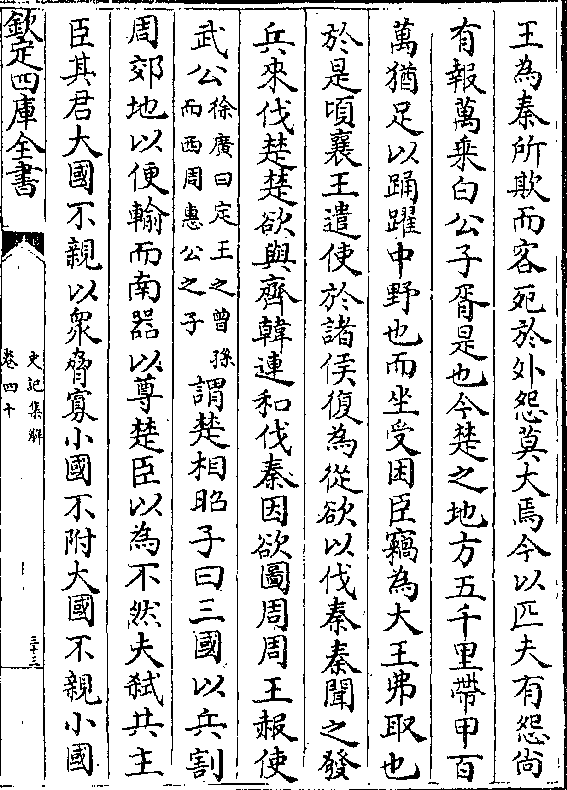 王為秦所欺而客死於外怨莫大焉今以匹夫有怨尚
有報萬乗白公子胥是也今楚之地方五千里帶甲百
萬猶足以踊躍中野也而坐受困臣竊為大王弗取也
於是頃襄王遣使於諸侯復為從欲以伐秦秦聞之發
兵來伐楚楚欲與齊韓連和伐秦因欲圖周周王赧使
武公徐廣曰定王之曾孫而西周惠公之子謂楚相昭子曰三國以兵割
周郊地以便輸而南器以尊楚臣以為不然夫弑共主
臣其君大國不親以衆脅寡小國不附大國不親小國
欽定四庫全書
史記集解
卷四十
三十三